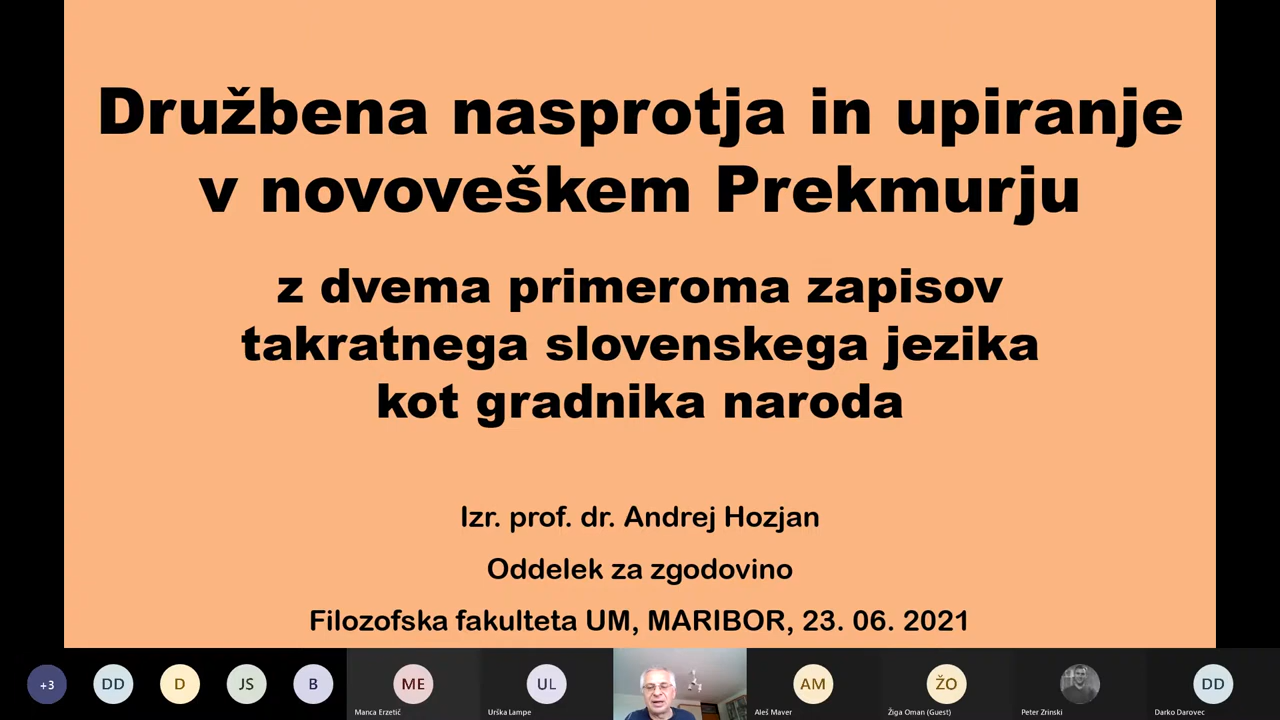 Družbena nasprotja in upiranje
v novoveškem Prekmurju
z dvema primeroma zapisov
takratnega slovenskega jezika
kot gradnika naroda
Izr. prof. dr. Andrej Hozjan
Oddelek za zgodovino
Filozofska fakulteta UM, MARIBOR, 23. 06. 2021
+3 DD D JS B ME UL AM ŽO DD
Manca Erzetič Urška Lampe Aleš Maver Žiga Oman (Guest) Peter Zrinski Darko Darovec